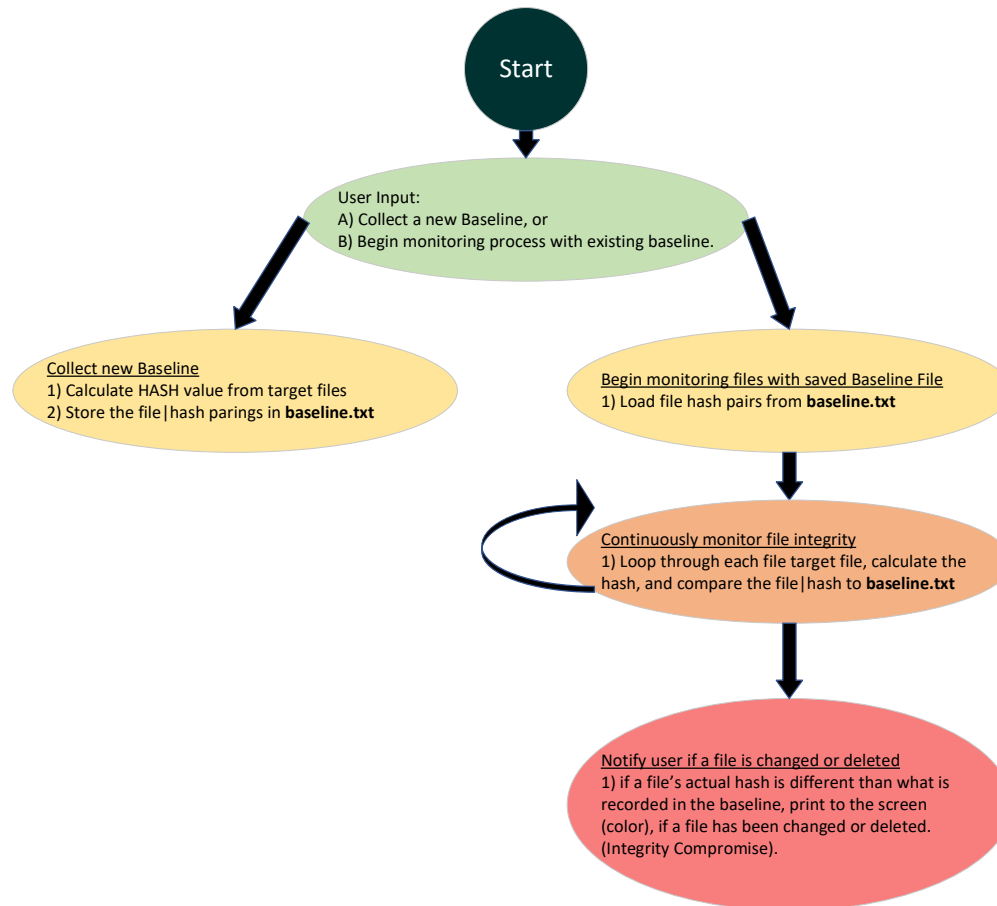 Start
User Input:
A) Collect a new Baseline, or
B) Begin monitoring process with existing baseline.
Collect new Baseline
1) Calculate HASH value from target files
2) Store the file|hash parings in baseline.txt
Begin monitoring files with saved Baseline File
1) Load file hash pairs from baseline.txt
Continuously monitor file integrity
1) Loop through each file target file, calculate the
hash, and compare the file|hash to baseline.txt
Notify user if a file is changed or deleted
1) if a file’s actual hash is different than what is
recorded in the baseline, print to the screen
(color), if a file has been changed or deleted.
(Integrity Compromise).